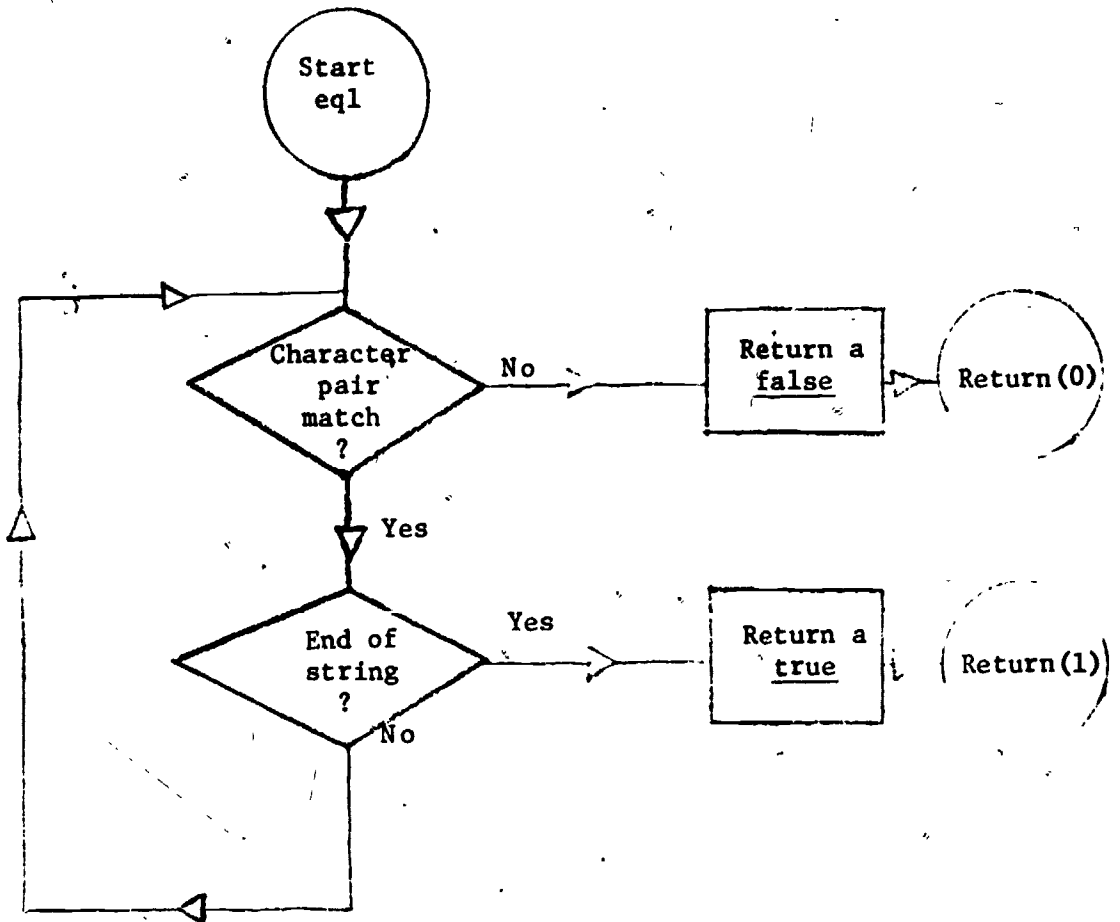 Start
eql
Character
pair
match
?
No
Return a
false
Return(0)
Yes
End of
string
?
Yes
Return a
true
Return(1)
No